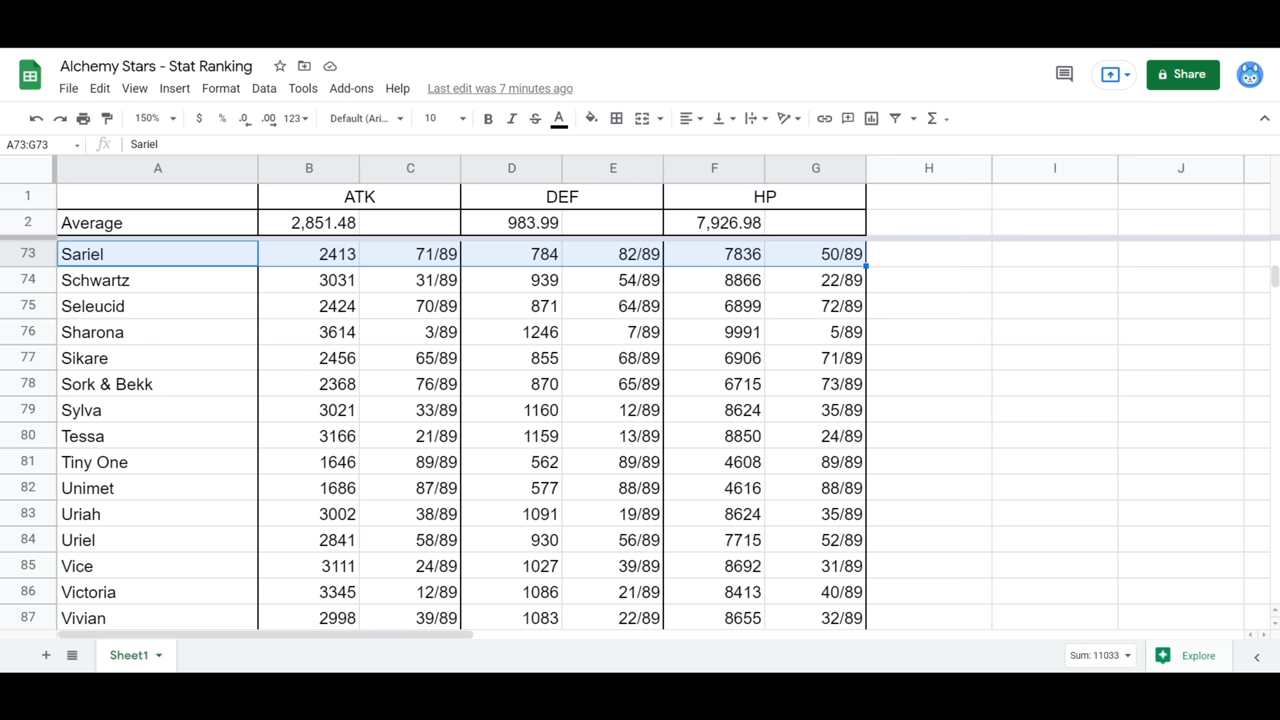 Alchemy Stars - Stat Ranking
File Edit View Insert Format Data Tools Add-ons Help Last edit was 7 minutes ago
Share
150% $ % .0 .00 123 Default (Ari... 10 B I S A
A73:G73 fx Sariel
A B C D E F G H I J
1 ATK DEF HP
2 Average 2,851.48 983.99 7,926.98
73 Sariel 2413 71/89 784 82/89 7836 50/89
74 Schwartz 3031 31/89 939 54/89 8866 22/89
75 Seleucid 2424 70/89 871 64/89 6899 72/89
76 Sharona 3614 3/89 1246 7/89 9991 5/89
77 Sikare 2456 65/89 855 68/89 6906 71/89
78 Sork & Bekk 2368 76/89 870 65/89 6715 73/89
79 Sylva 3021 33/89 1160 12/89 8624 35/89
80 Tessa 3166 21/89 1159 13/89 8850 24/89
81 Tiny One 1646 89/89 562 89/89 4608 89/89
82 Unimet 1686 87/89 577 88/89 4616 88/89
83 Uriah 3002 38/89 1091 19/89 8624 35/89
84 Uriel 2841 58/89 930 56/89 7715 52/89
85 Vice 3111 24/89 1027 39/89 8692 31/89
86 Victoria 3345 12/89 1086 21/89 8413 40/89
87 Vivian 2998 39/89 1083 22/89 8655 32/89
Sheet1 Sum: 11033 Explore